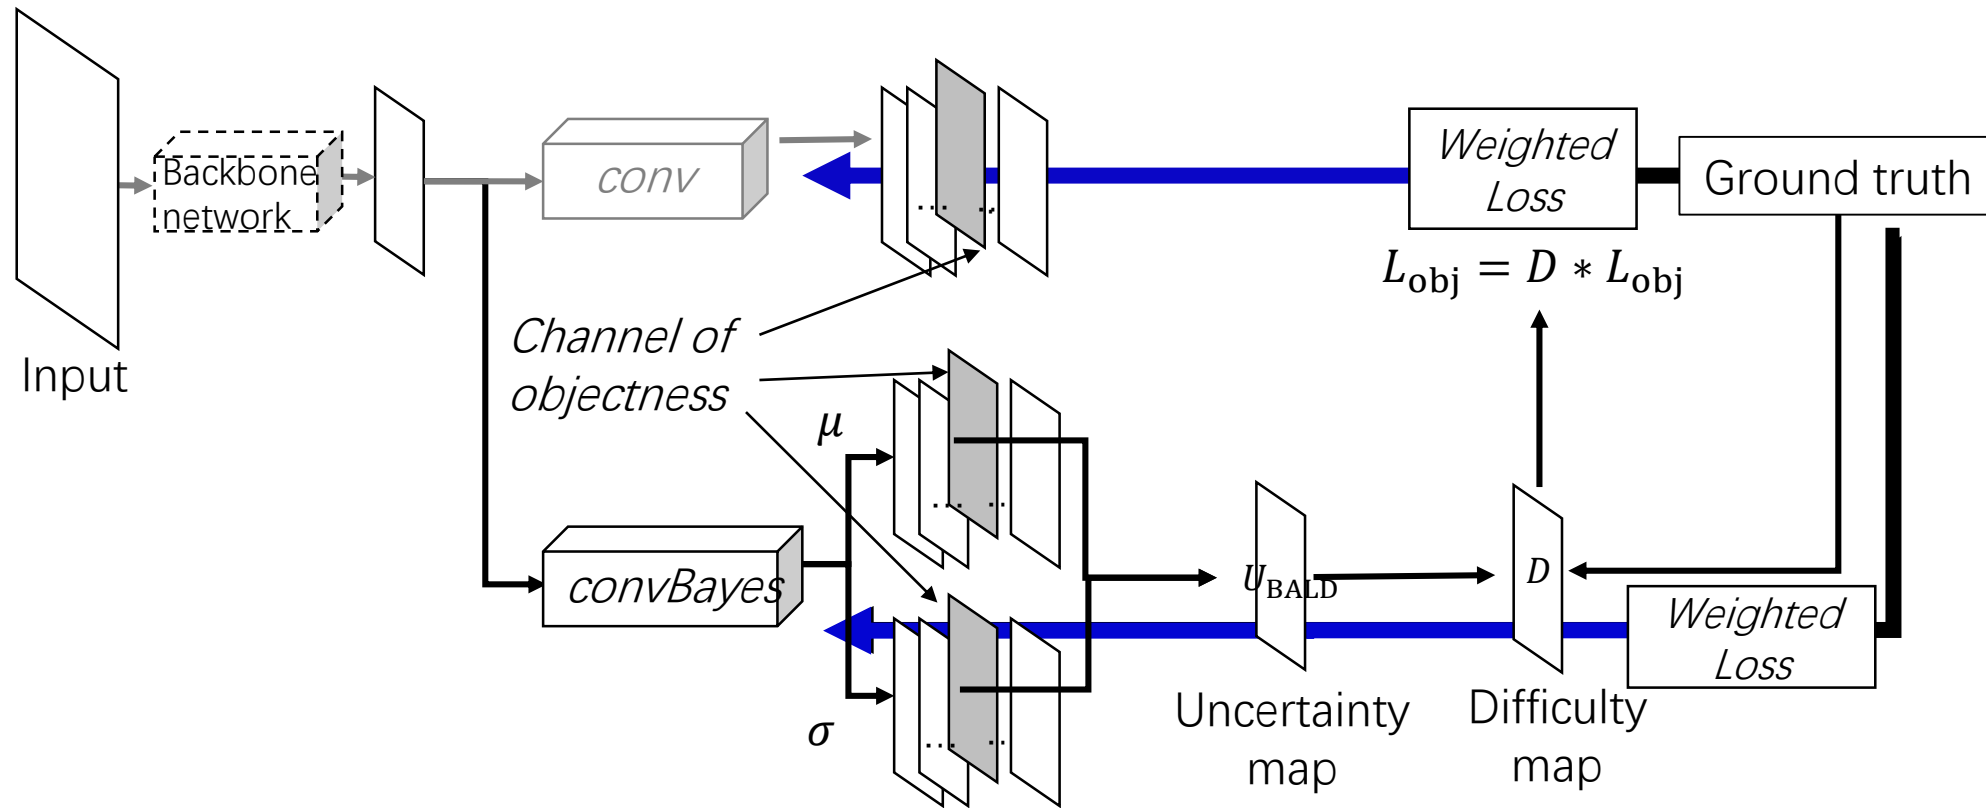 Input
Backbone
network
conv
Channel of
objectness
Weighted
Loss
Ground truth
L_obj = D ∗ L_obj
μ
σ
convBayes
U_BALD
Uncertainty
map
D
Difficulty
map
Weighted
Loss